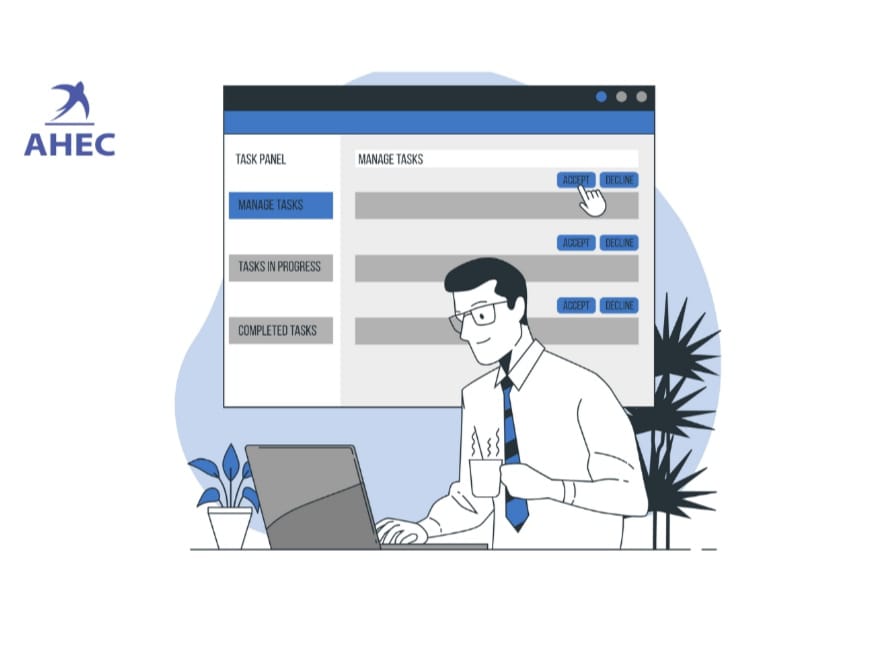 AHEC
TASK PANEL
MANAGE TASKS
ACCEPT DECLINE
MANAGE TASKS
ACCEPT DECLINE
TASKS IN PROGRESS
ACCEPT DECLINE
COMPLETED TASKS